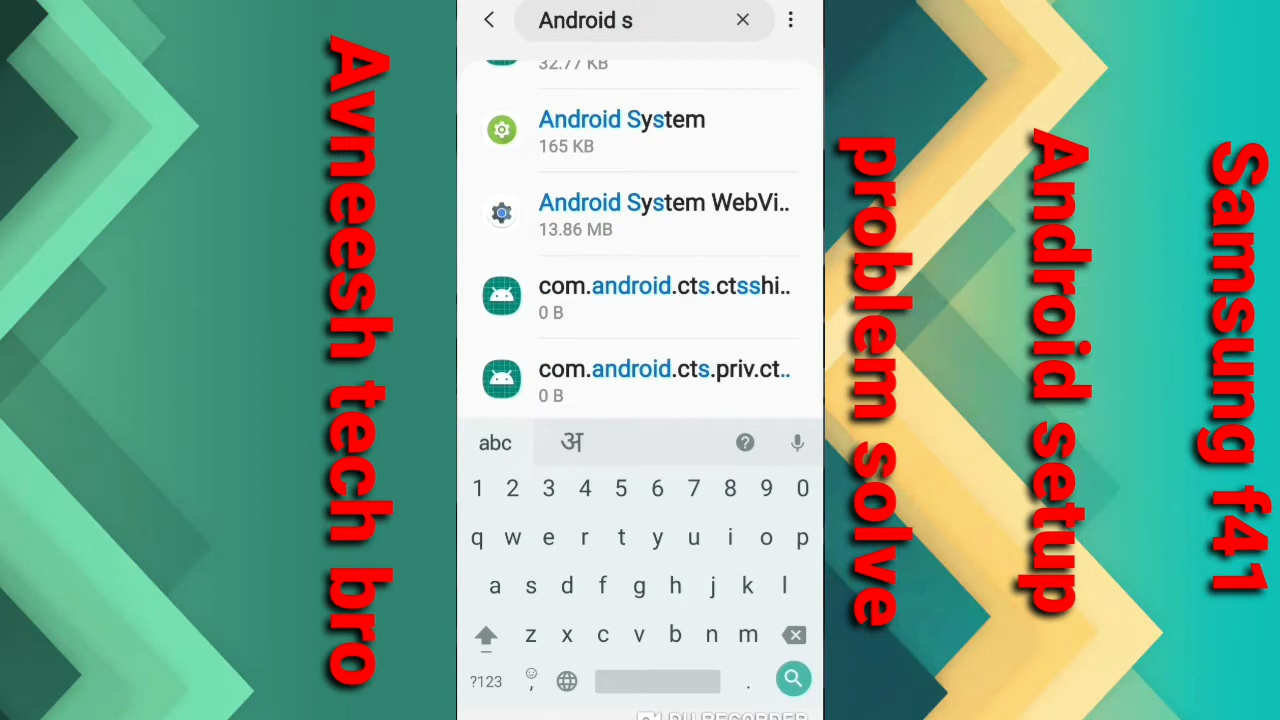 Avneesh tech bro
Android s
32.77 KB
Android System
165 KB
Android System WebVi..
13.86 MB
com.android.cts.ctsshi..
0 B
com.android.cts.priv.ct..
0 B
abc अ
1 2 3 4 5 6 7 8 9 0
q w e r t y u i o p
a s d f g h j k l
z x c v b n m
?123 , .
DU RECORDER
Samsung f41
Android setup
problem solve